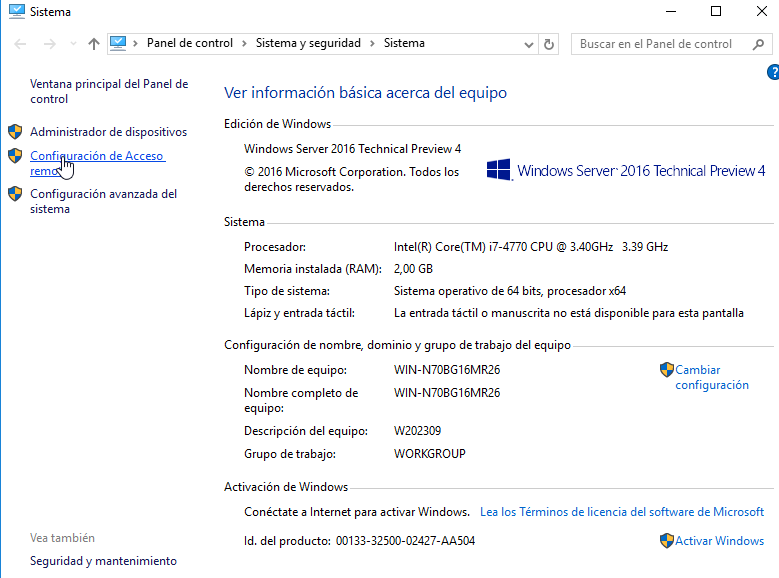 Sistema
Panel de control > Sistema y seguridad > Sistema
Buscar en el Panel de control
?
Ventana principal del Panel de
control
Administrador de dispositivos
Configuración de Acceso
remo
Configuración avanzada del
sistema
Ver información básica acerca del equipo
Edición de Windows
Windows Server 2016 Technical Preview 4
© 2016 Microsoft Corporation. Todos los
derechos reservados.
Windows Server 2016 Technical Preview 4
Sistema
Procesador: Intel(R) Core(TM) i7-4770 CPU @ 3.40GHz 3.39 GHz
Memoria instalada (RAM): 2,00 GB
Tipo de sistema: Sistema operativo de 64 bits, procesador x64
Lápiz y entrada táctil: La entrada táctil o manuscrita no está disponible para esta pantalla
Configuración de nombre, dominio y grupo de trabajo del equipo
Nombre de equipo: WIN-N70BG16MR26
Cambiar
configuración
Nombre completo de
equipo: WIN-N70BG16MR26
Descripción del equipo: W202309
Grupo de trabajo: WORKGROUP
Activación de Windows
Conéctate a Internet para activar Windows. Lea los Términos de licencia del software de Microsoft
Id. del producto: 00133-32500-02427-AA504
Activar Windows
Vea también
Seguridad y mantenimiento